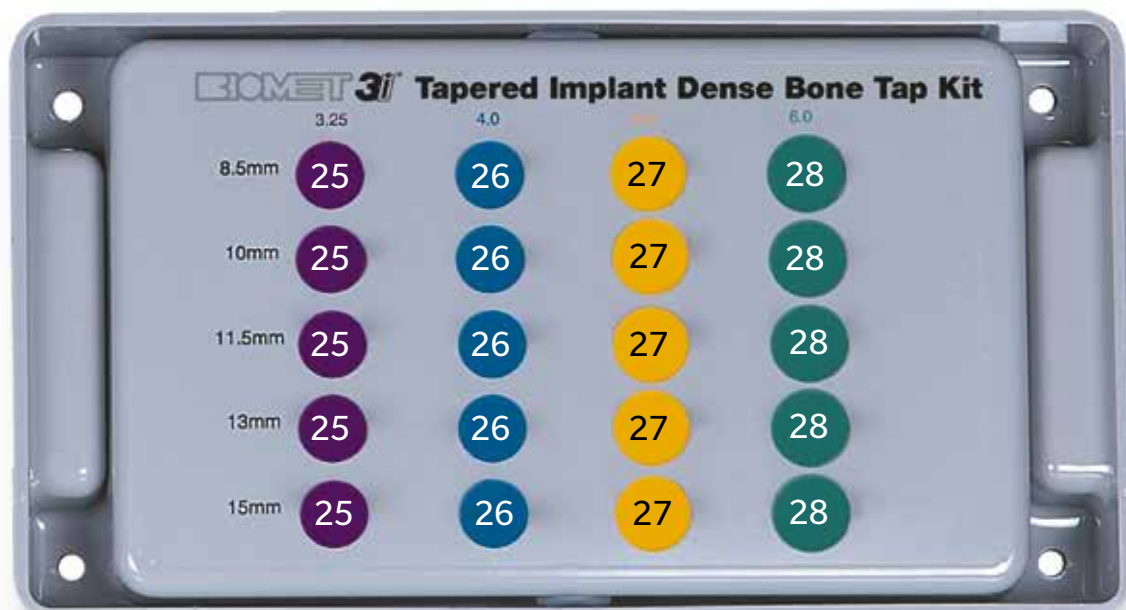 BIOMET 3i Tapered Implant Dense Bone Tap Kit
3.25 4.0 6.0
8.5mm 25 26 27 28
10mm 25 26 27 28
11.5mm 25 26 27 28
13mm 25 26 27 28
15mm 25 26 27 28